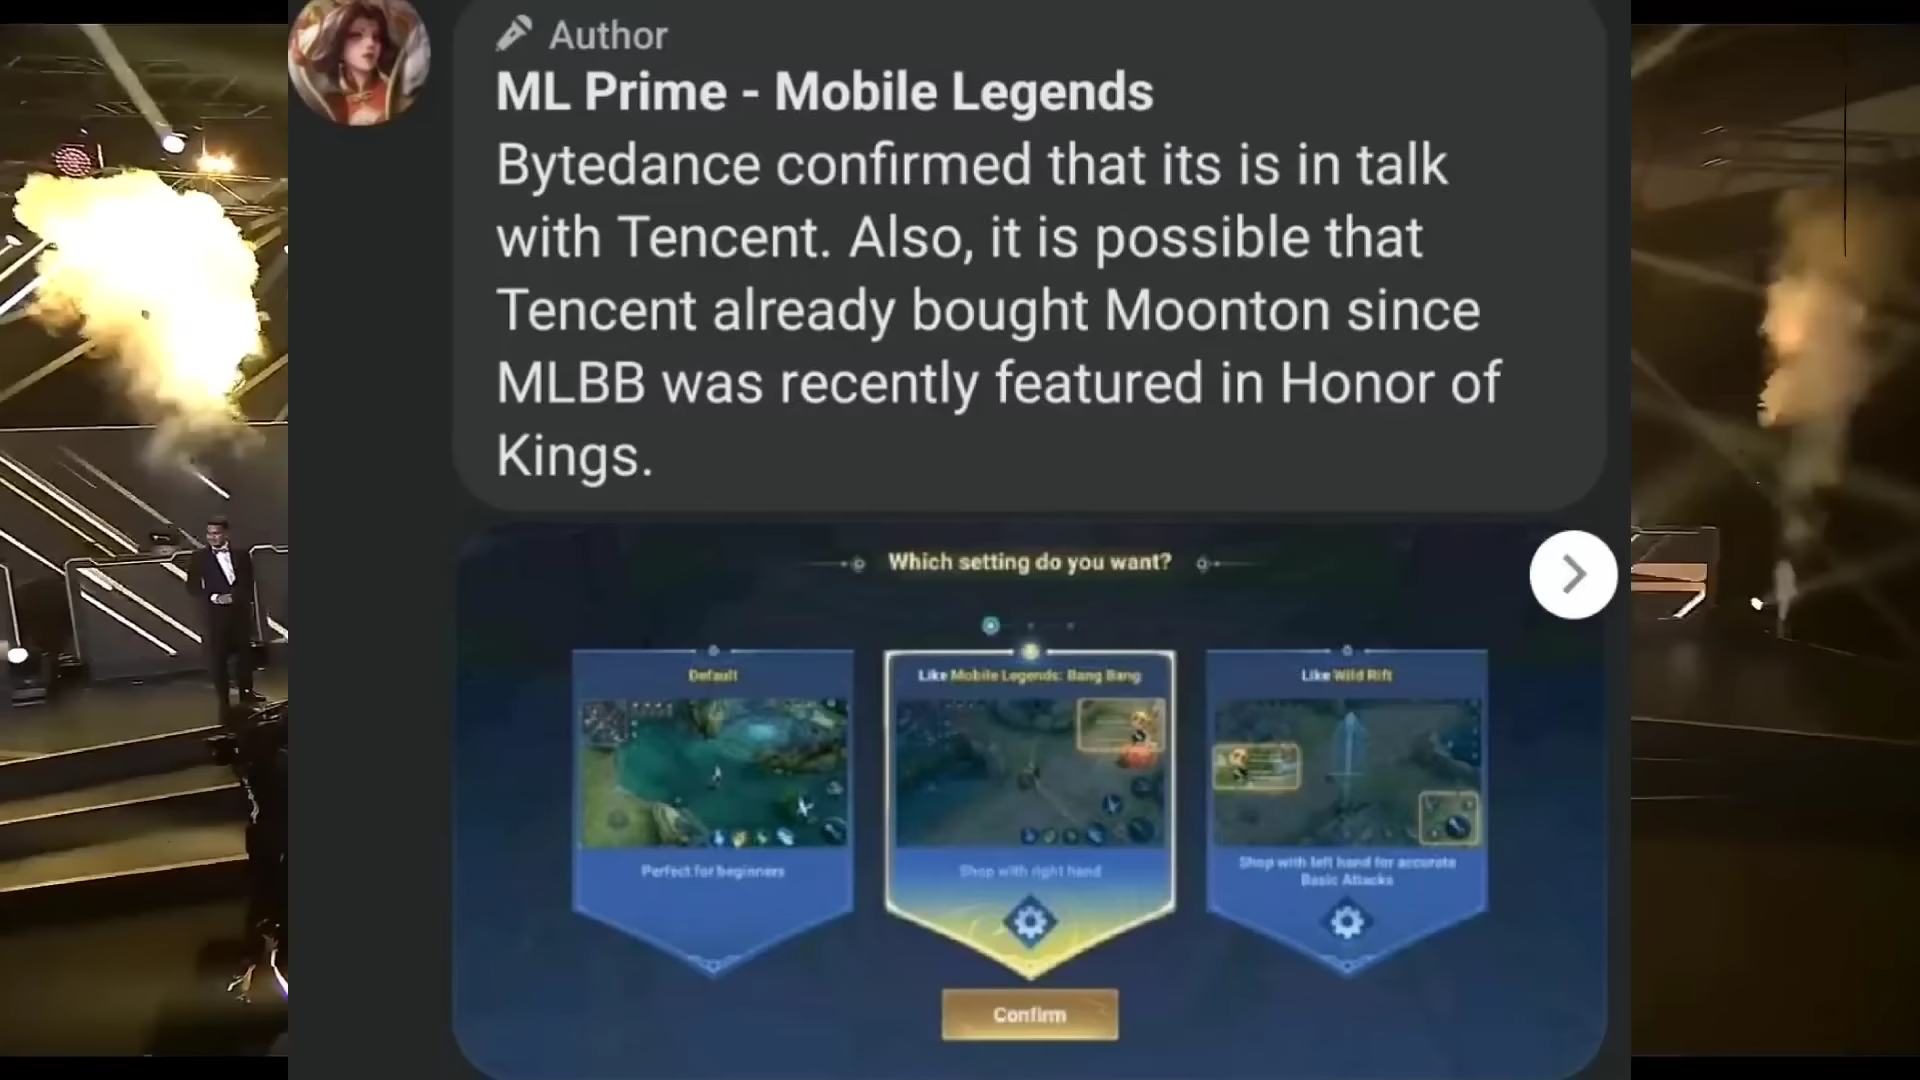 Author
ML Prime - Mobile Legends
Bytedance confirmed that its is in talk
with Tencent. Also, it is possible that
Tencent already bought Moonton since
MLBB was recently featured in Honor of
Kings.
Which setting do you want?
Default
Like Mobile Legends: Bang Bang
Like Wild Rift
Perfect for beginners
Shop with right hand
Shop with left hand for accurate
Basic Attacks
Confirm